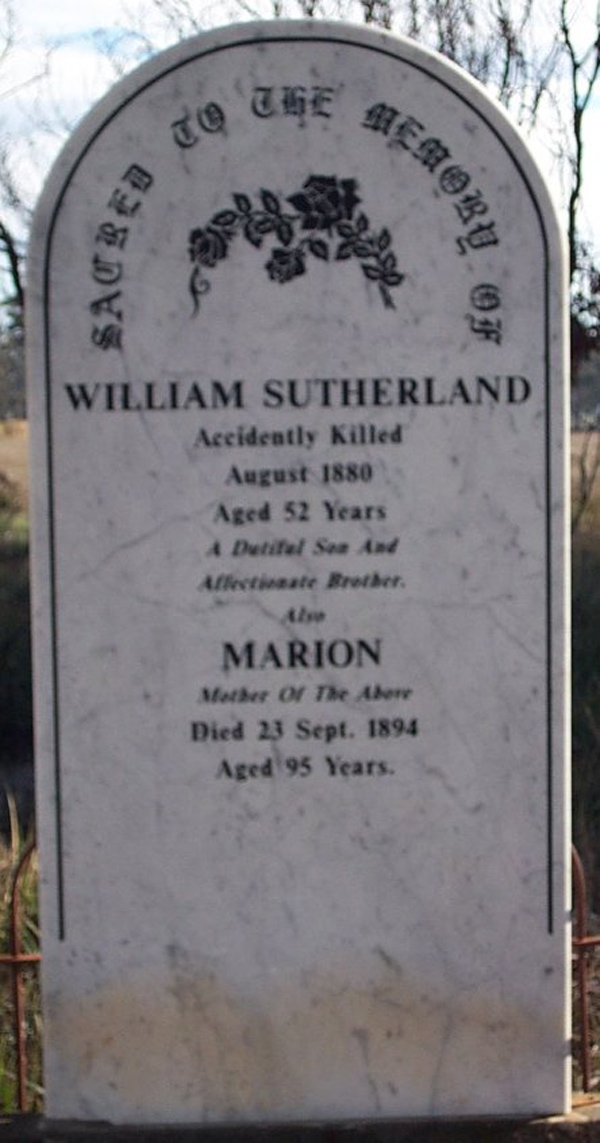 SACRED TO THE MEMORY OF
WILLIAM SUTHERLAND
Accidently Killed
August 1880
Aged 52 Years
A Dutiful Son And
Affectionate Brother.
Also
MARION
Mother Of The Above
Died 23 Sept. 1894
Aged 95 Years.